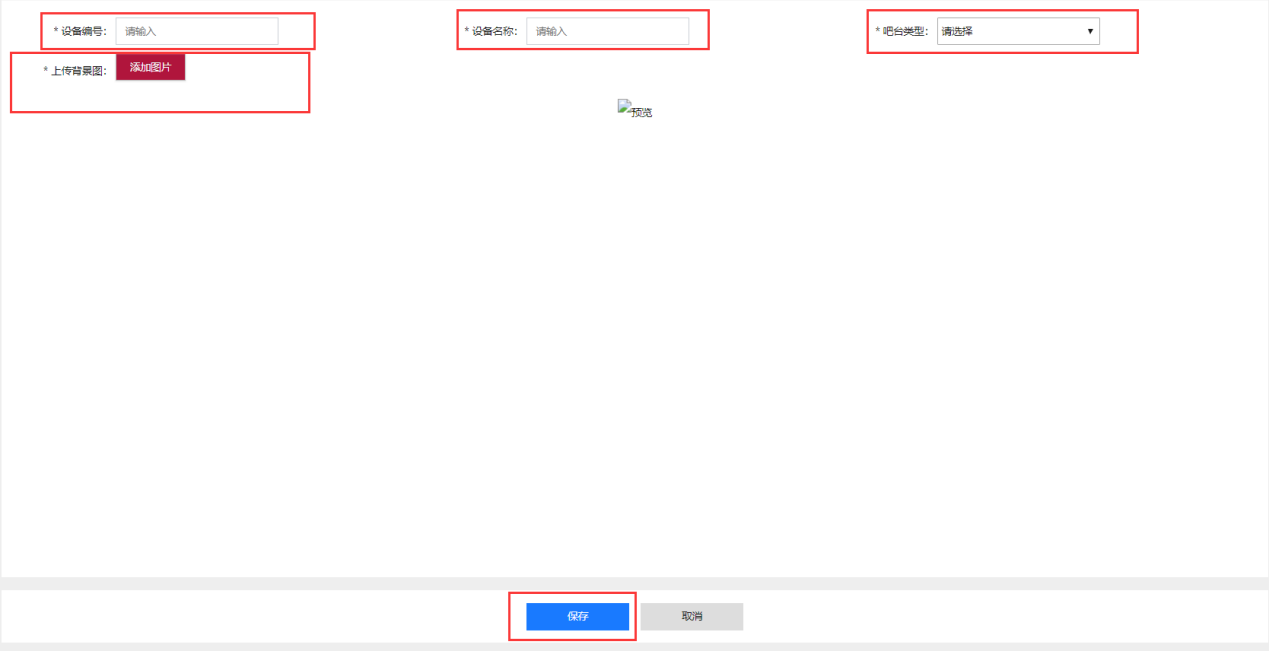 * 设备编号： 请输入 * 设备名称： 请输入 * 吧台类型： 请选择
* 上传背景图： 添加图片
预览
保存 取消